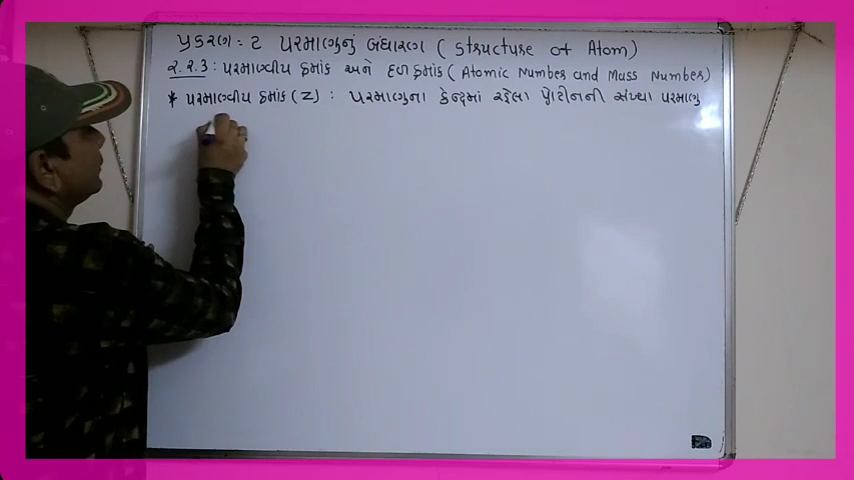 પ્રકરણ : ૨ પરમાણુનું બંધારણ ( Structure of Atom )
૨.૨.૩ : પરમાણ્વીય ક્રમાંક અને દળક્રમાંક ( Atomic Number and Mass Number )
* પરમાણ્વીય ક્રમાંક ( Z ) : પરમાણુના કેન્દ્રમાં રહેલા પ્રોટોનની સંખ્યા પરમાણુ